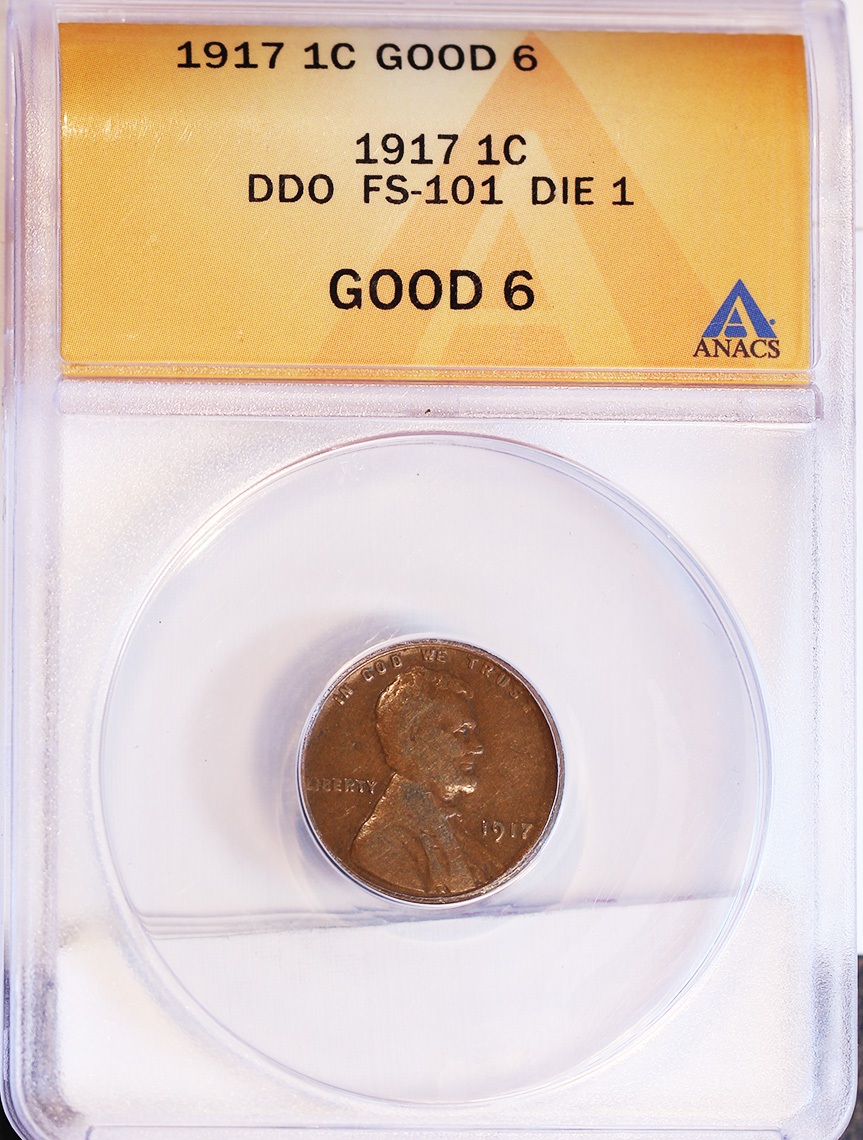 1917 1C GOOD 6
1917 1C
DDO FS-101 DIE 1
GOOD 6
ANACS
IN GOD WE TRUST
LIBERTY
1917